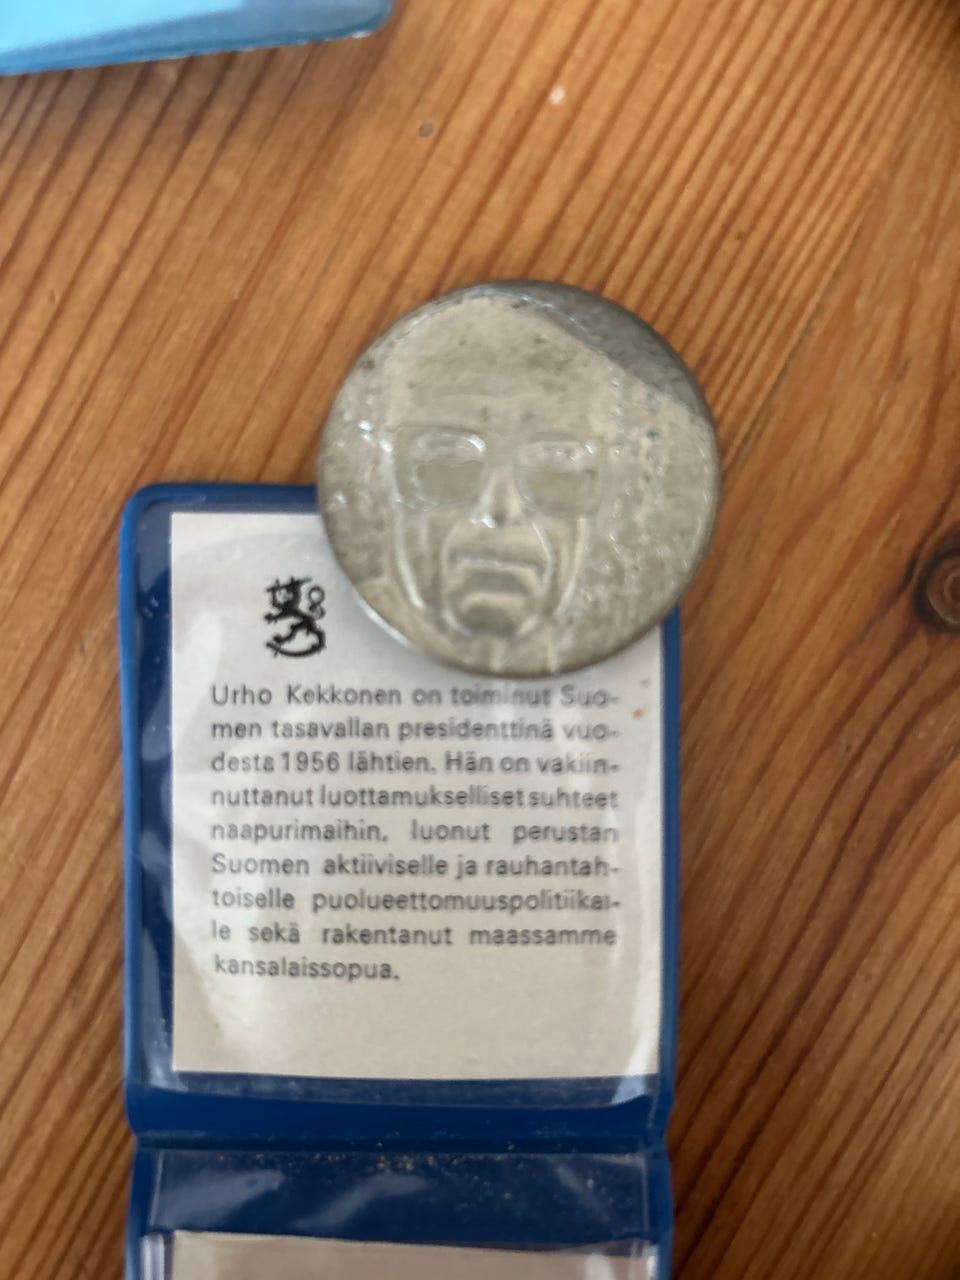 Urho Kekkonen on toiminut Suo-
men tasavallan presidenttinä vuo-
desta 1956 lähtien. Hän on vakiin-
nuttanut luottamukselliset suhteet
naapurimaihin, luonut perustan
Suomen aktiiviselle ja rauhantah-
toiselle puolueettomuuspolitiikal-
le sekä rakentanut maassamme
kansalaissopua.